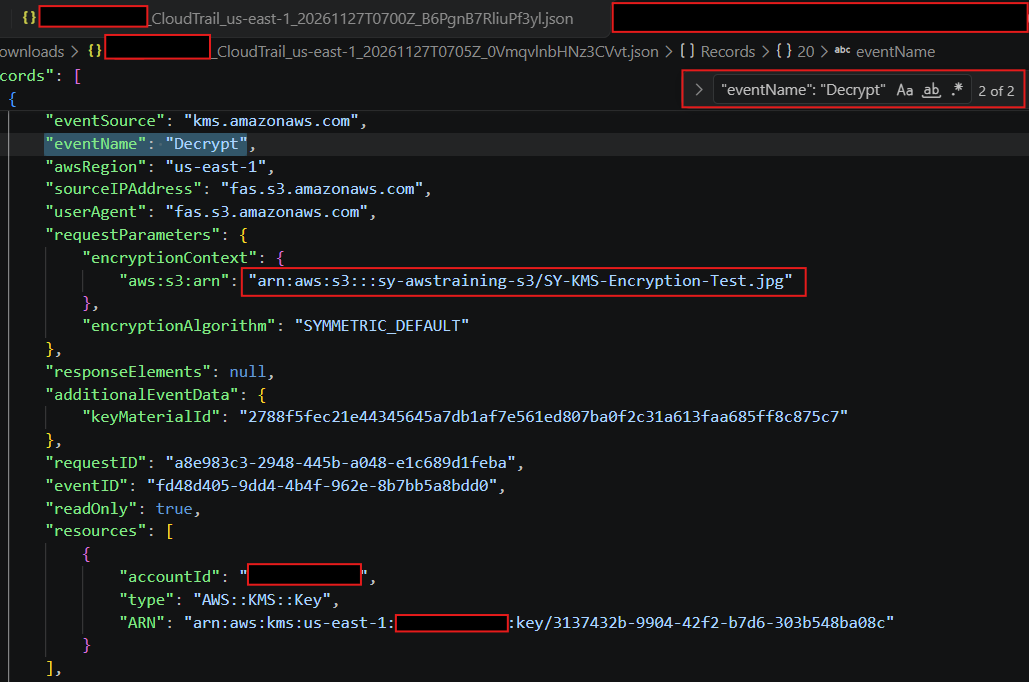 {} _CloudTrail_us-east-1_20261127T0700Z_B6PgnB7RliuPf3yl.json
ownloads > {} _CloudTrail_us-east-1_20261127T0705Z_0VmqvlnbHNz3CVvt.json > [ ] Records > { } 20 > abc eventName
cords": [
> "eventName": "Decrypt" Aa ab .* 2 of 2
{
"eventSource": "kms.amazonaws.com",
"eventName": "Decrypt",
"awsRegion": "us-east-1",
"sourceIPAddress": "fas.s3.amazonaws.com",
"userAgent": "fas.s3.amazonaws.com",
"requestParameters": {
"encryptionContext": {
"aws:s3:arn": "arn:aws:s3:::sy-awstraining-s3/SY-KMS-Encryption-Test.jpg"
},
"encryptionAlgorithm": "SYMMETRIC_DEFAULT"
},
"responseElements": null,
"additionalEventData": {
"keyMaterialId": "2788f5fec21e44345645a7db1af7e561ed807ba0f2c31a613faa685ff8c875c7"
},
"requestID": "a8e983c3-2948-445b-a048-e1c689d1feba",
"eventID": "fd48d405-9dd4-4b4f-962e-8b7bb5a8bdd0",
"readOnly": true,
"resources": [
{
"accountId": "",
"type": "AWS::KMS::Key",
"ARN": "arn:aws:kms:us-east-1::key/3137432b-9904-42f2-b7d6-303b548ba08c"
}
],